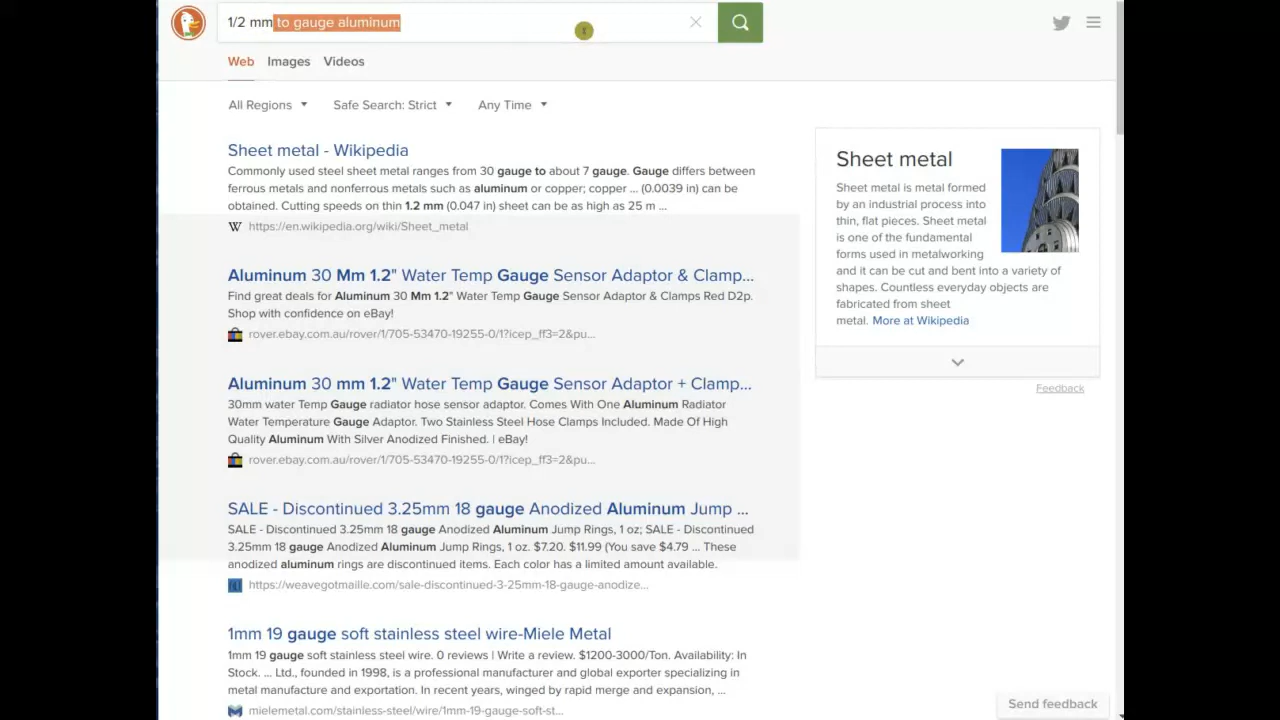 1/2 mm to gauge aluminum
Web Images Videos
All Regions Safe Search: Strict Any Time
Sheet metal - Wikipedia
Commonly used steel sheet metal ranges from 30 gauge to about 7 gauge. Gauge differs between
ferrous metals and nonferrous metals such as aluminum or copper; copper ... (0.0039 in) can be
obtained. Cutting speeds on thin 1.2 mm (0.047 in) sheet can be as high as 25 m ...
W https://en.wikipedia.org/wiki/Sheet_metal
Aluminum 30 Mm 1.2" Water Temp Gauge Sensor Adaptor & Clamp...
Find great deals for Aluminum 30 Mm 1.2" Water Temp Gauge Sensor Adaptor & Clamps Red D2p.
Shop with confidence on eBay!
rover.ebay.com.au/rover/1/705-53470-19255-0/1?icep_ff3=2&pu...
Aluminum 30 mm 1.2" Water Temp Gauge Sensor Adaptor + Clamp...
30mm water Temp Gauge radiator hose sensor adaptor. Comes With One Aluminum Radiator
Water Temperature Gauge Adaptor. Two Stainless Steel Hose Clamps Included. Made Of High
Quality Aluminum With Silver Anodized Finished. | eBay!
rover.ebay.com.au/rover/1/705-53470-19255-0/1?icep_ff3=2&pu...
SALE - Discontinued 3.25mm 18 gauge Anodized Aluminum Jump ...
SALE - Discontinued 3.25mm 18 gauge Anodized Aluminum Jump Rings, 1 oz; SALE - Discontinued
3.25mm 18 gauge Anodized Aluminum Jump Rings, 1 oz. $7.20. $11.99 (You save $4.79 ... These
anodized aluminum rings are discontinued items. Each color has a limited amount available.
https://weavegotmaille.com/sale-discontinued-3-25mm-18-gauge-anodize...
1mm 19 gauge soft stainless steel wire-Miele Metal
1mm 19 gauge soft stainless steel wire. 0 reviews | Write a review. $1200-3000/Ton. Availability: In
Stock. ... Ltd., founded in 1998, is a professional manufacturer and global exporter specializing in
metal manufacture and exportation. In recent years, winged by rapid merge and expansion, ...
mielemetal.com/stainless-steel/wire/1mm-19-gauge-soft-st...
Sheet metal
Sheet metal is metal formed
by an industrial process into
thin, flat pieces. Sheet metal
is one of the fundamental
forms used in metalworking
and it can be cut and bent into a variety of
shapes. Countless everyday objects are
fabricated from sheet
metal. More at Wikipedia
Feedback
Send feedback